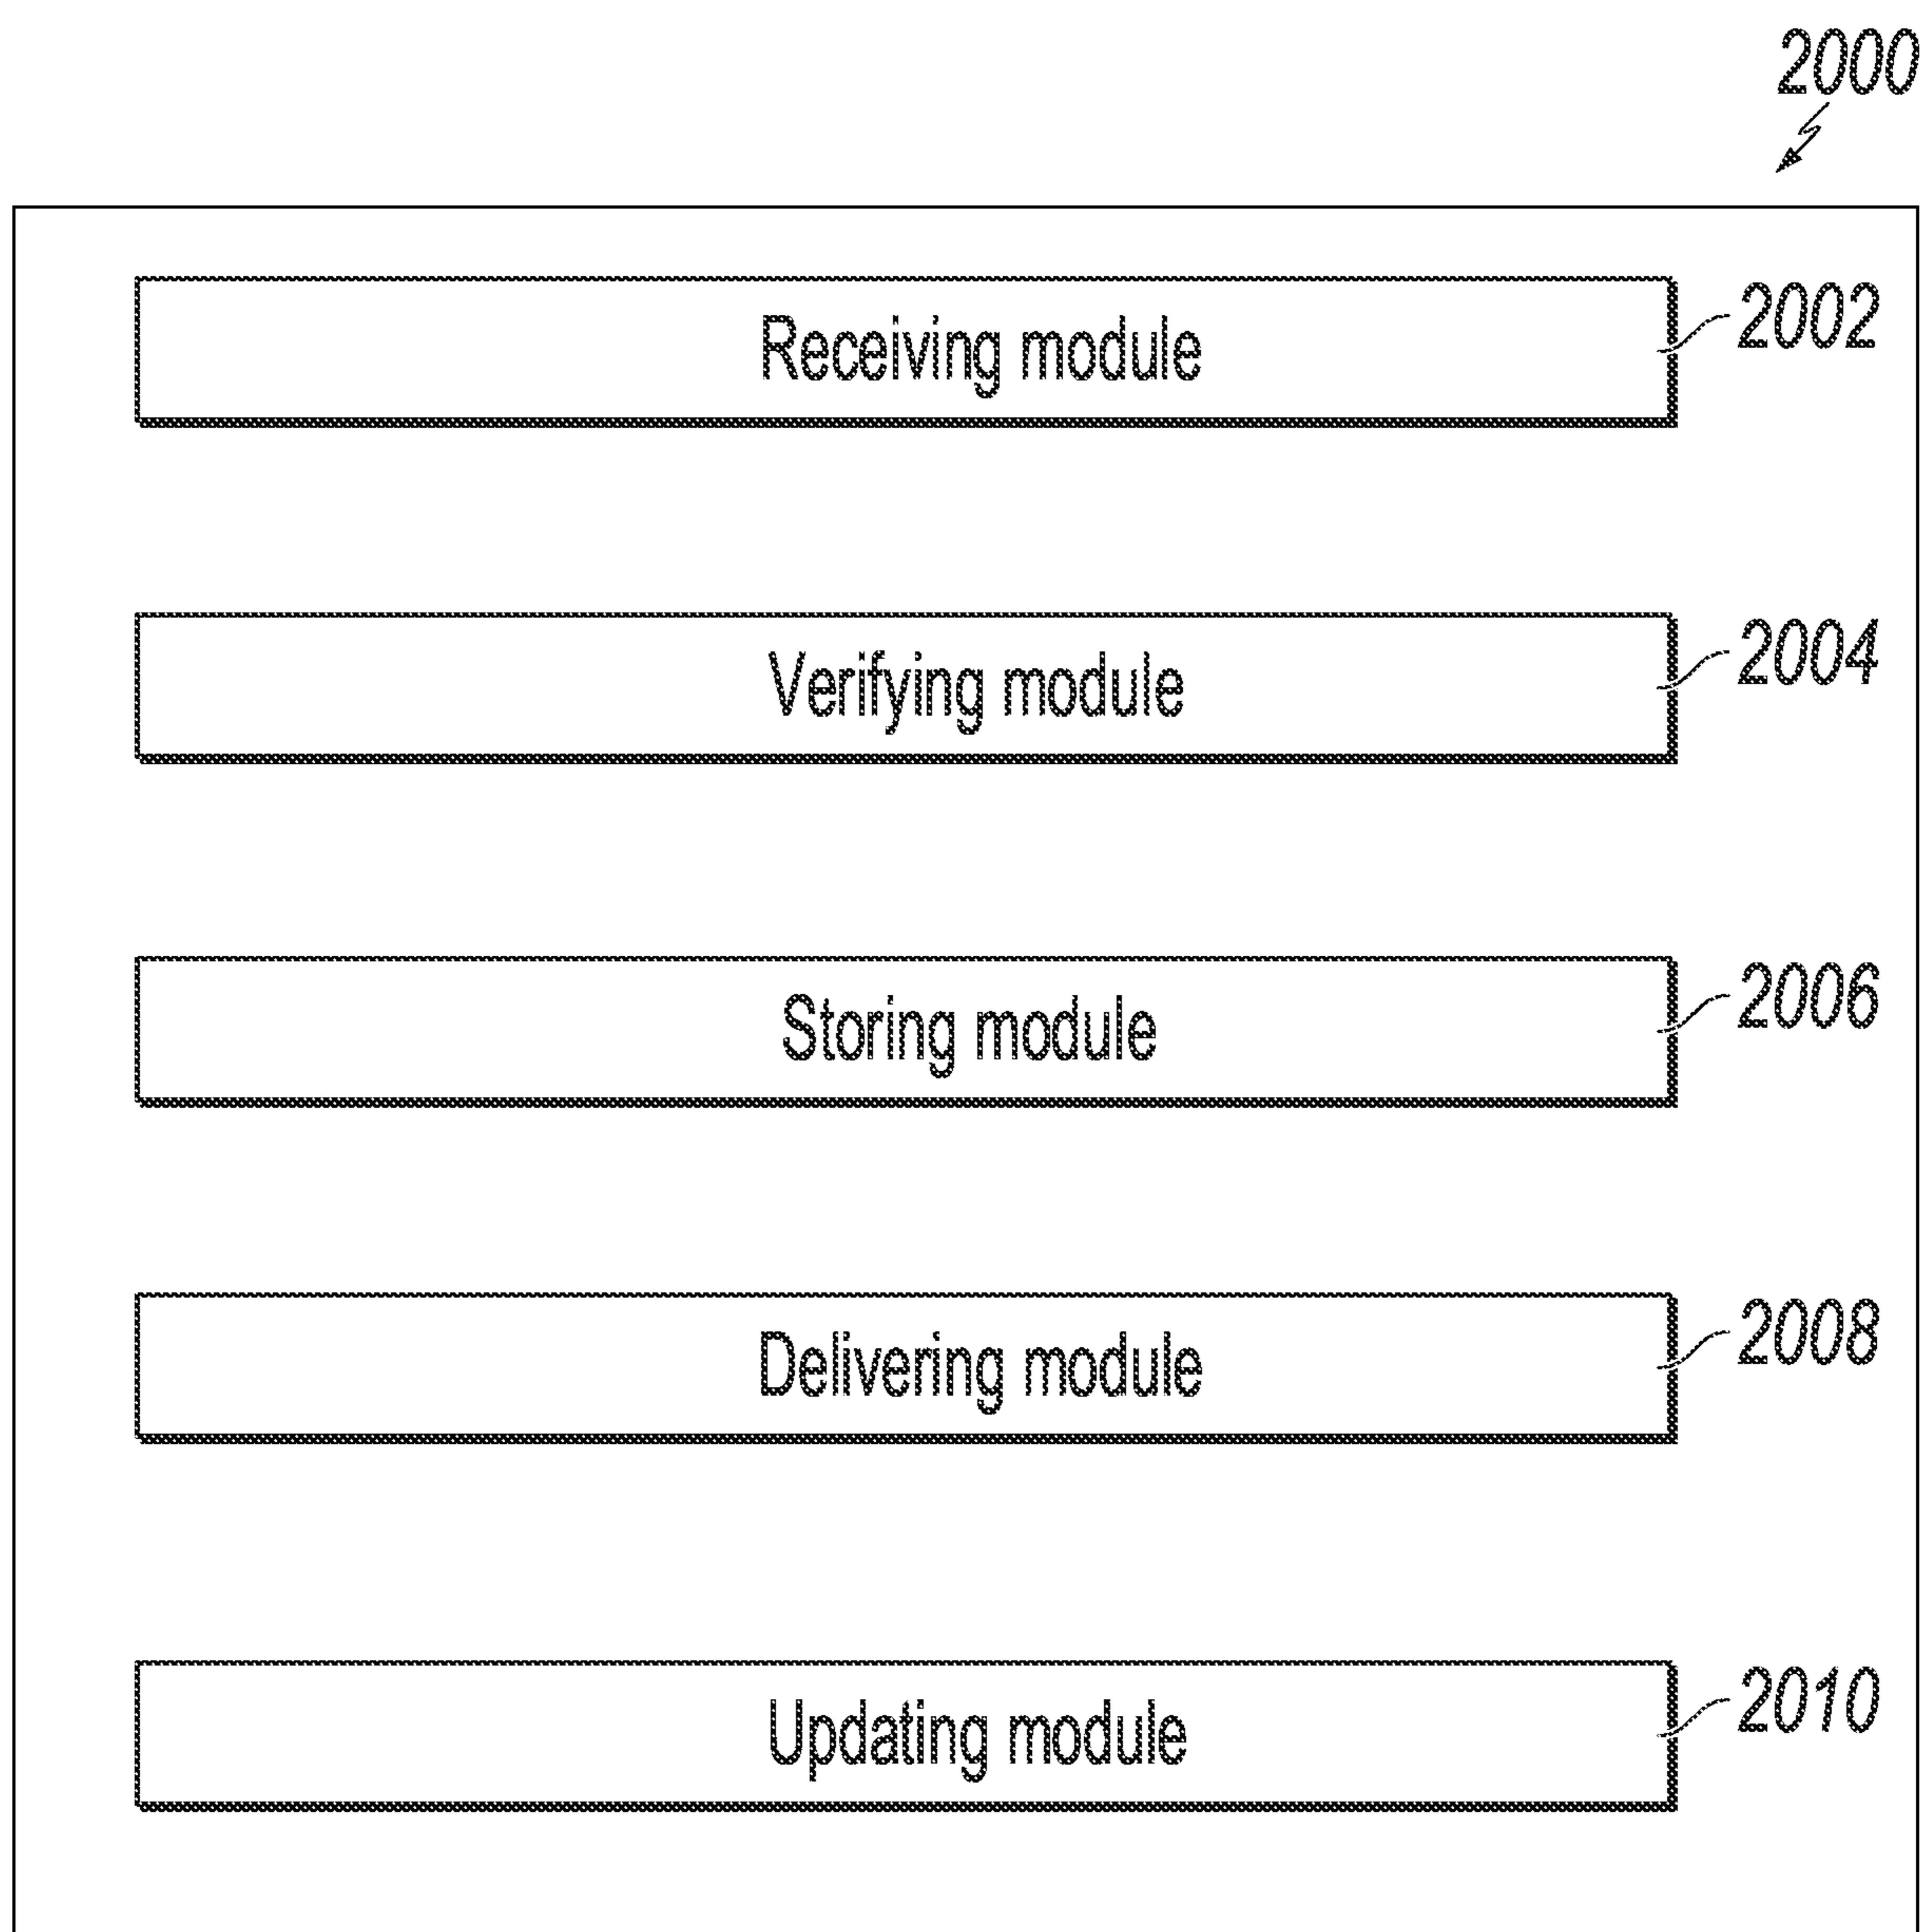 2000
Receiving module 2002
Verifying module 2004
Storing module 2006
Delivering module 2008
Updating module 2010